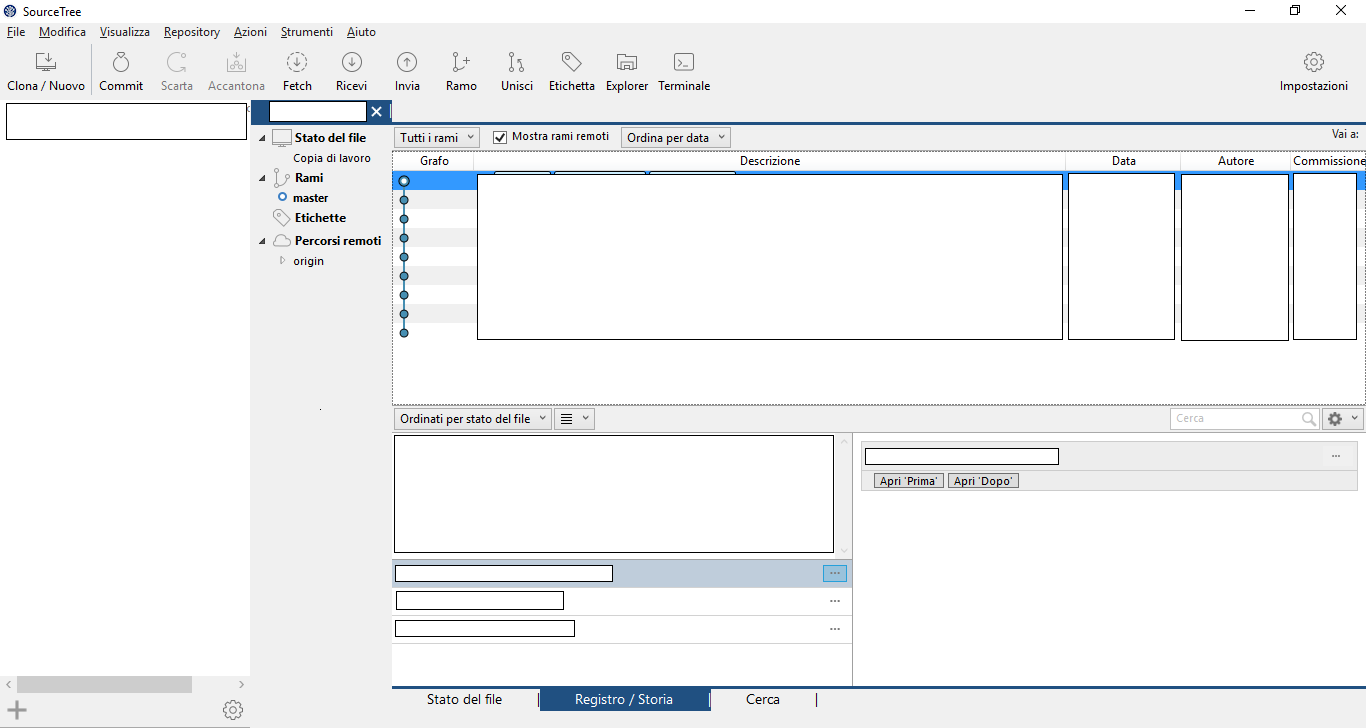 SourceTree
File Modifica Visualizza Repository Azioni Strumenti Aiuto
Clona / Nuovo Commit Scarta Accantona Fetch Ricevi Invia Ramo Unisci Etichetta Explorer Terminale Impostazioni
Stato del file
Copia di lavoro
Rami
master
Etichette
Percorsi remoti
origin
Tutti i rami Mostra rami remoti Ordina per data Vai a:
Grafo Descrizione Data Autore Commissione
Ordinati per stato del file Cerca
Apri 'Prima' Apri 'Dopo'
Stato del file Registro / Storia Cerca